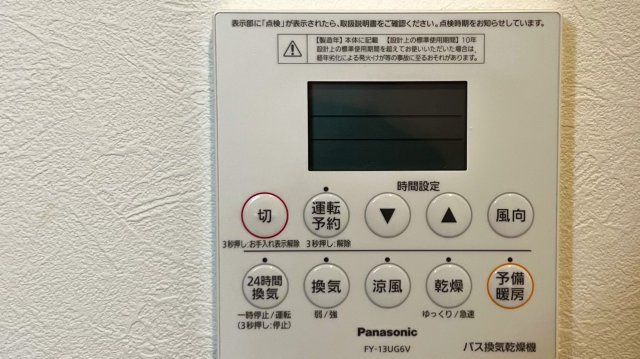 表示部に「点検」が表示されたら、取扱説明書をご確認ください。点検時期をお知らせしています。
【製造年】本体に記載 【設計上の標準使用期間】10年
設計上の標準使用期間を超えてお使いいただいた場合は、
経年劣化による発火・けが等の事故に至るおそれがあります。
時間設定
切
運転
予約
▼
▲
風向
3秒押し:お手入れ表示解除
3秒押し:解除
24時間
換気
換気
涼風
乾燥
予備
暖房
一時停止/運転
(3秒押し:停止)
弱/強
ゆっくり/急速
Panasonic
FY-13UG6V
バス換気乾燥機